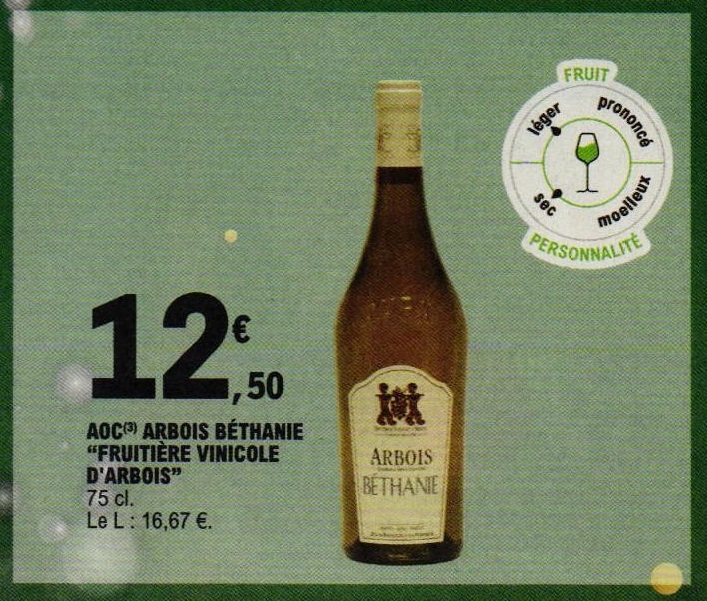 12€,50
AOC(3) ARBOIS BÉTHANIE
“FRUITIÈRE VINICOLE
D'ARBOIS”
75 cl.
Le L : 16,67 €.
ARBOIS
BÉTHANIE
FRUIT
léger
prononcé
sec
moelleux
PERSONNALITÉ